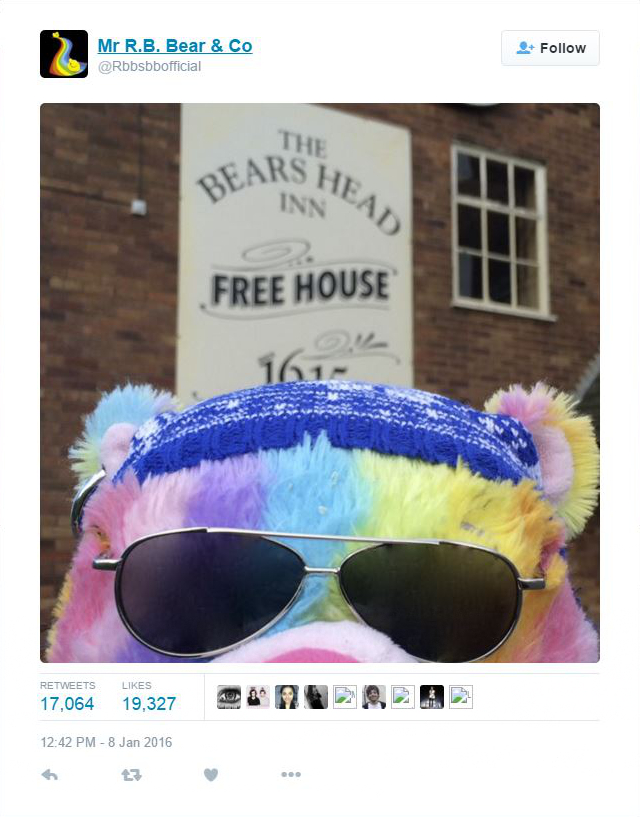 Mr R.B. Bear & Co
@Rbbsbbofficial
Follow
THE
BEARS HEAD
INN
FREE HOUSE
1615
RETWEETS
17,064
LIKES
19,327
12:42 PM - 8 Jan 2016